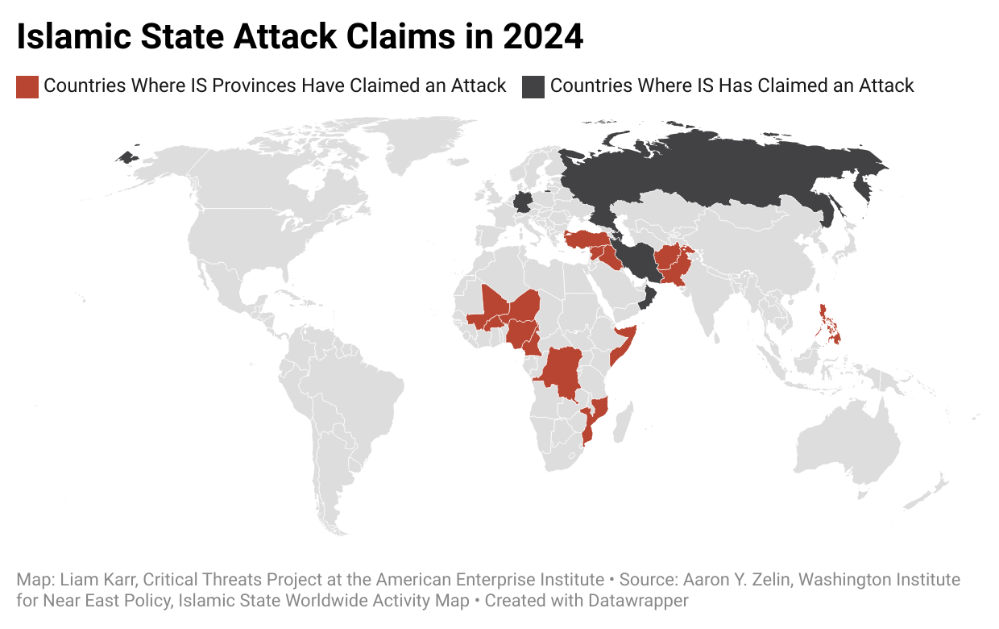 Islamic State Attack Claims in 2024
Countries Where IS Provinces Have Claimed an Attack
Countries Where IS Has Claimed an Attack
Map: Liam Karr, Critical Threats Project at the American Enterprise Institute • Source: Aaron Y. Zelin, Washington Institute
for Near East Policy, Islamic State Worldwide Activity Map • Created with Datawrapper